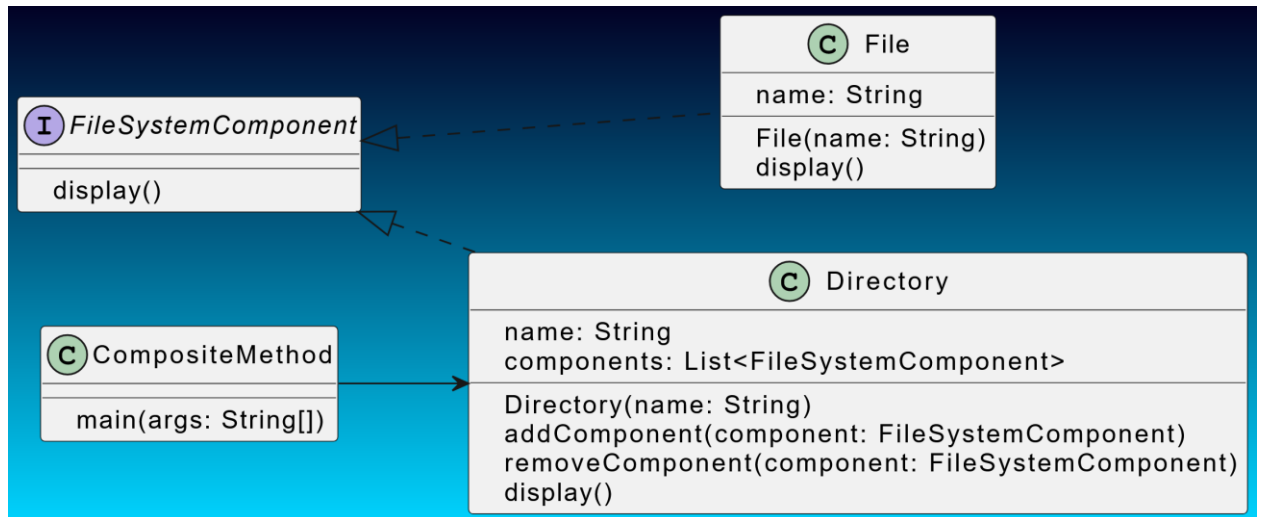 I FileSystemComponent
display()
C File
name: String
File(name: String)
display()
C CompositeMethod
main(args: String[])
C Directory
name: String
components: List<FileSystemComponent>
Directory(name: String)
addComponent(component: FileSystemComponent)
removeComponent(component: FileSystemComponent)
display()